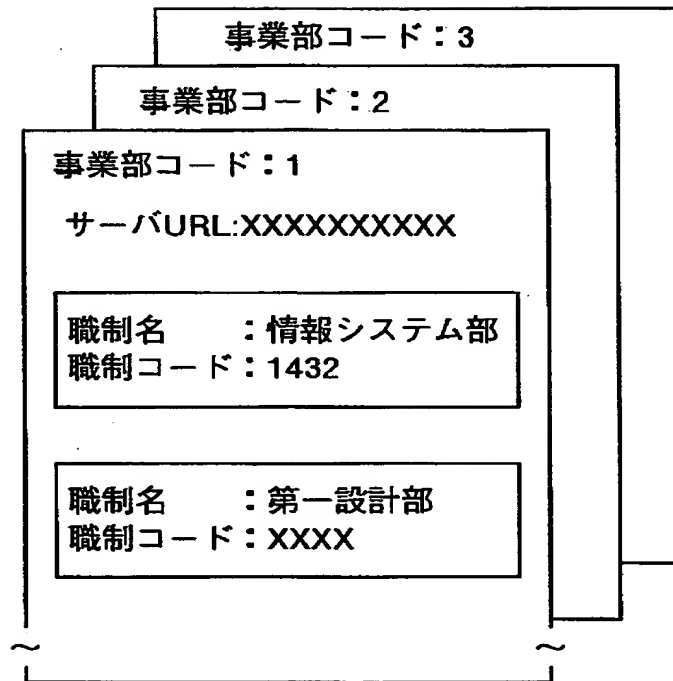 事業部コード：3
事業部コード：2
事業部コード：1
サーバURL:XXXXXXXXXX
職制名　　：情報システム部
職制コード：1432
職制名　　：第一設計部
職制コード：XXXX